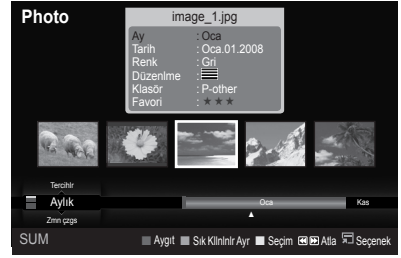 Photo
image_1.jpg
Ay : Oca
Tarih : Oca.01.2008
Renk : Gri
Düzenlme :
Klasör : P-other
Favori : ★ ★ ★
Tercihlr
Aylık
Oca
Kas
Zmn çzgs
SUM
Aygıt
Sık Kllnlnlr Ayr
Seçim
Atla
Seçenek